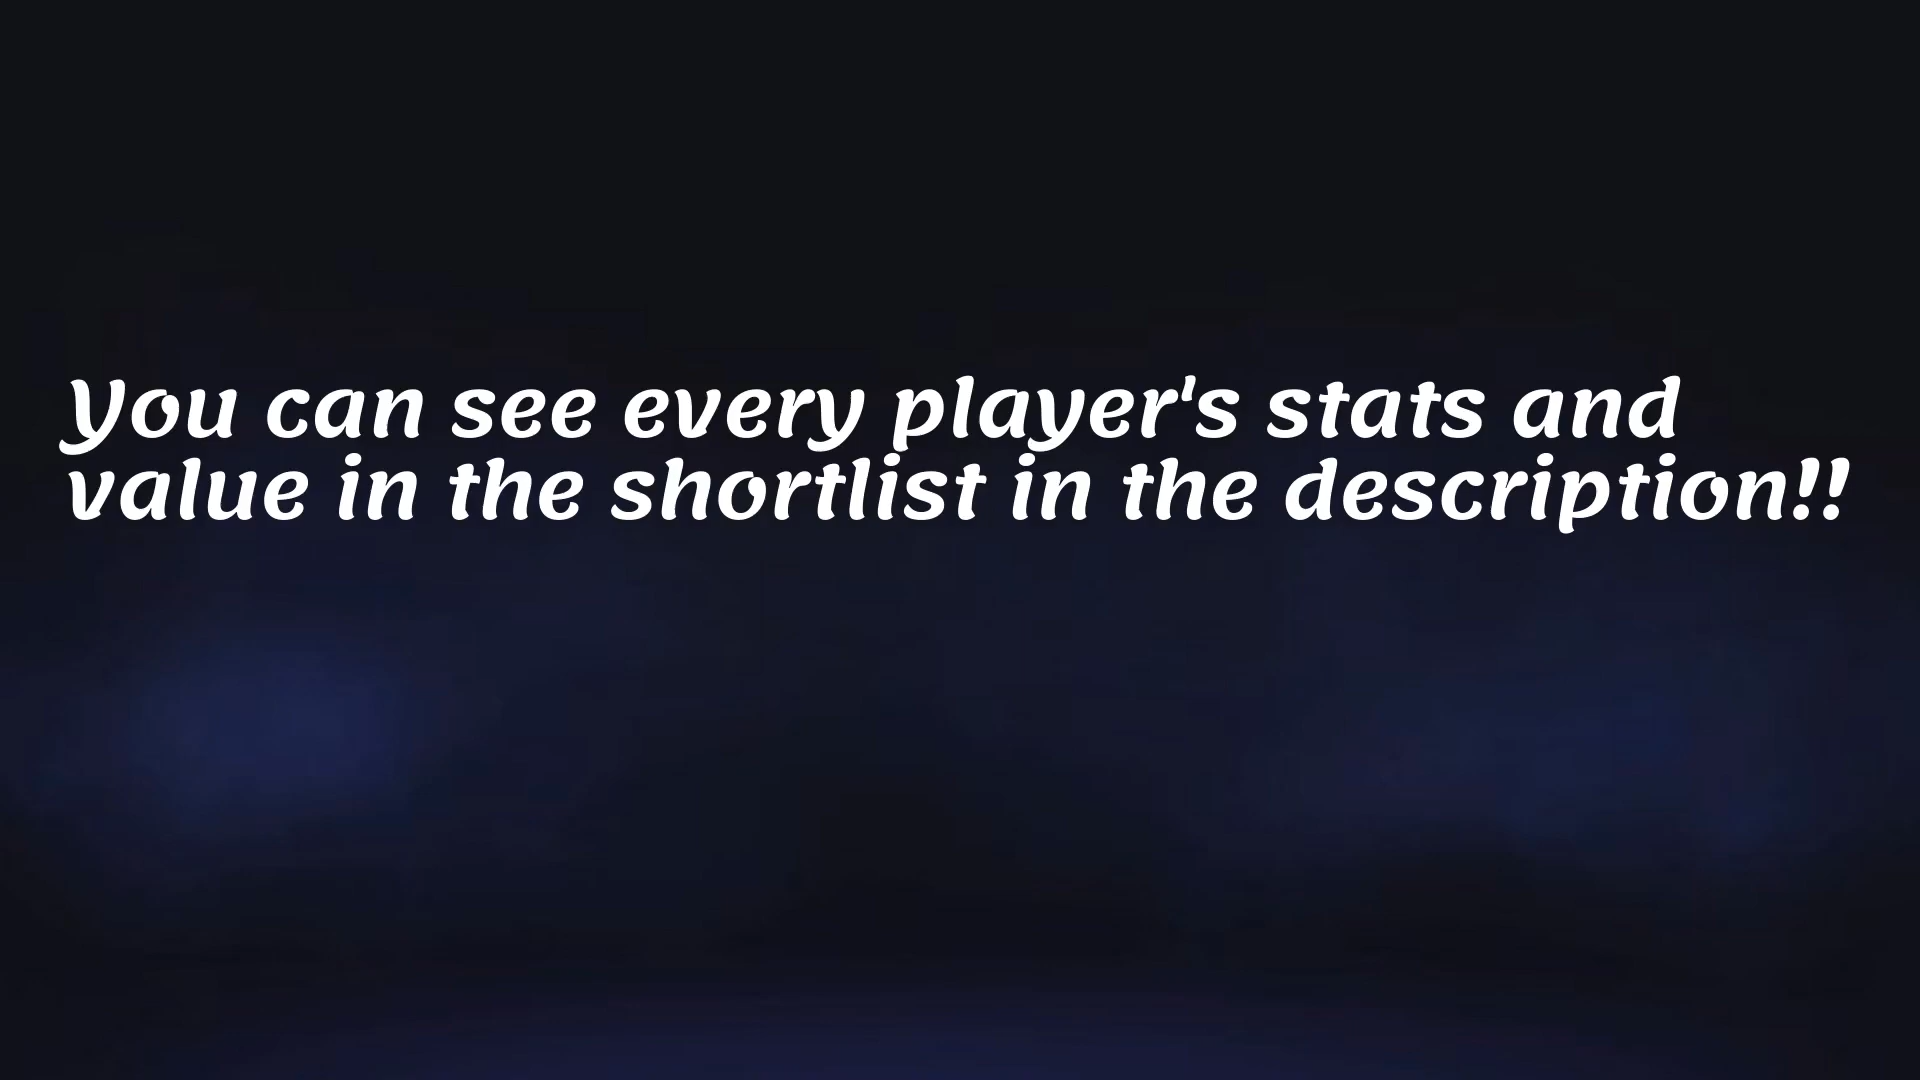 You can see every player's stats and
value in the shortlist in the description!!